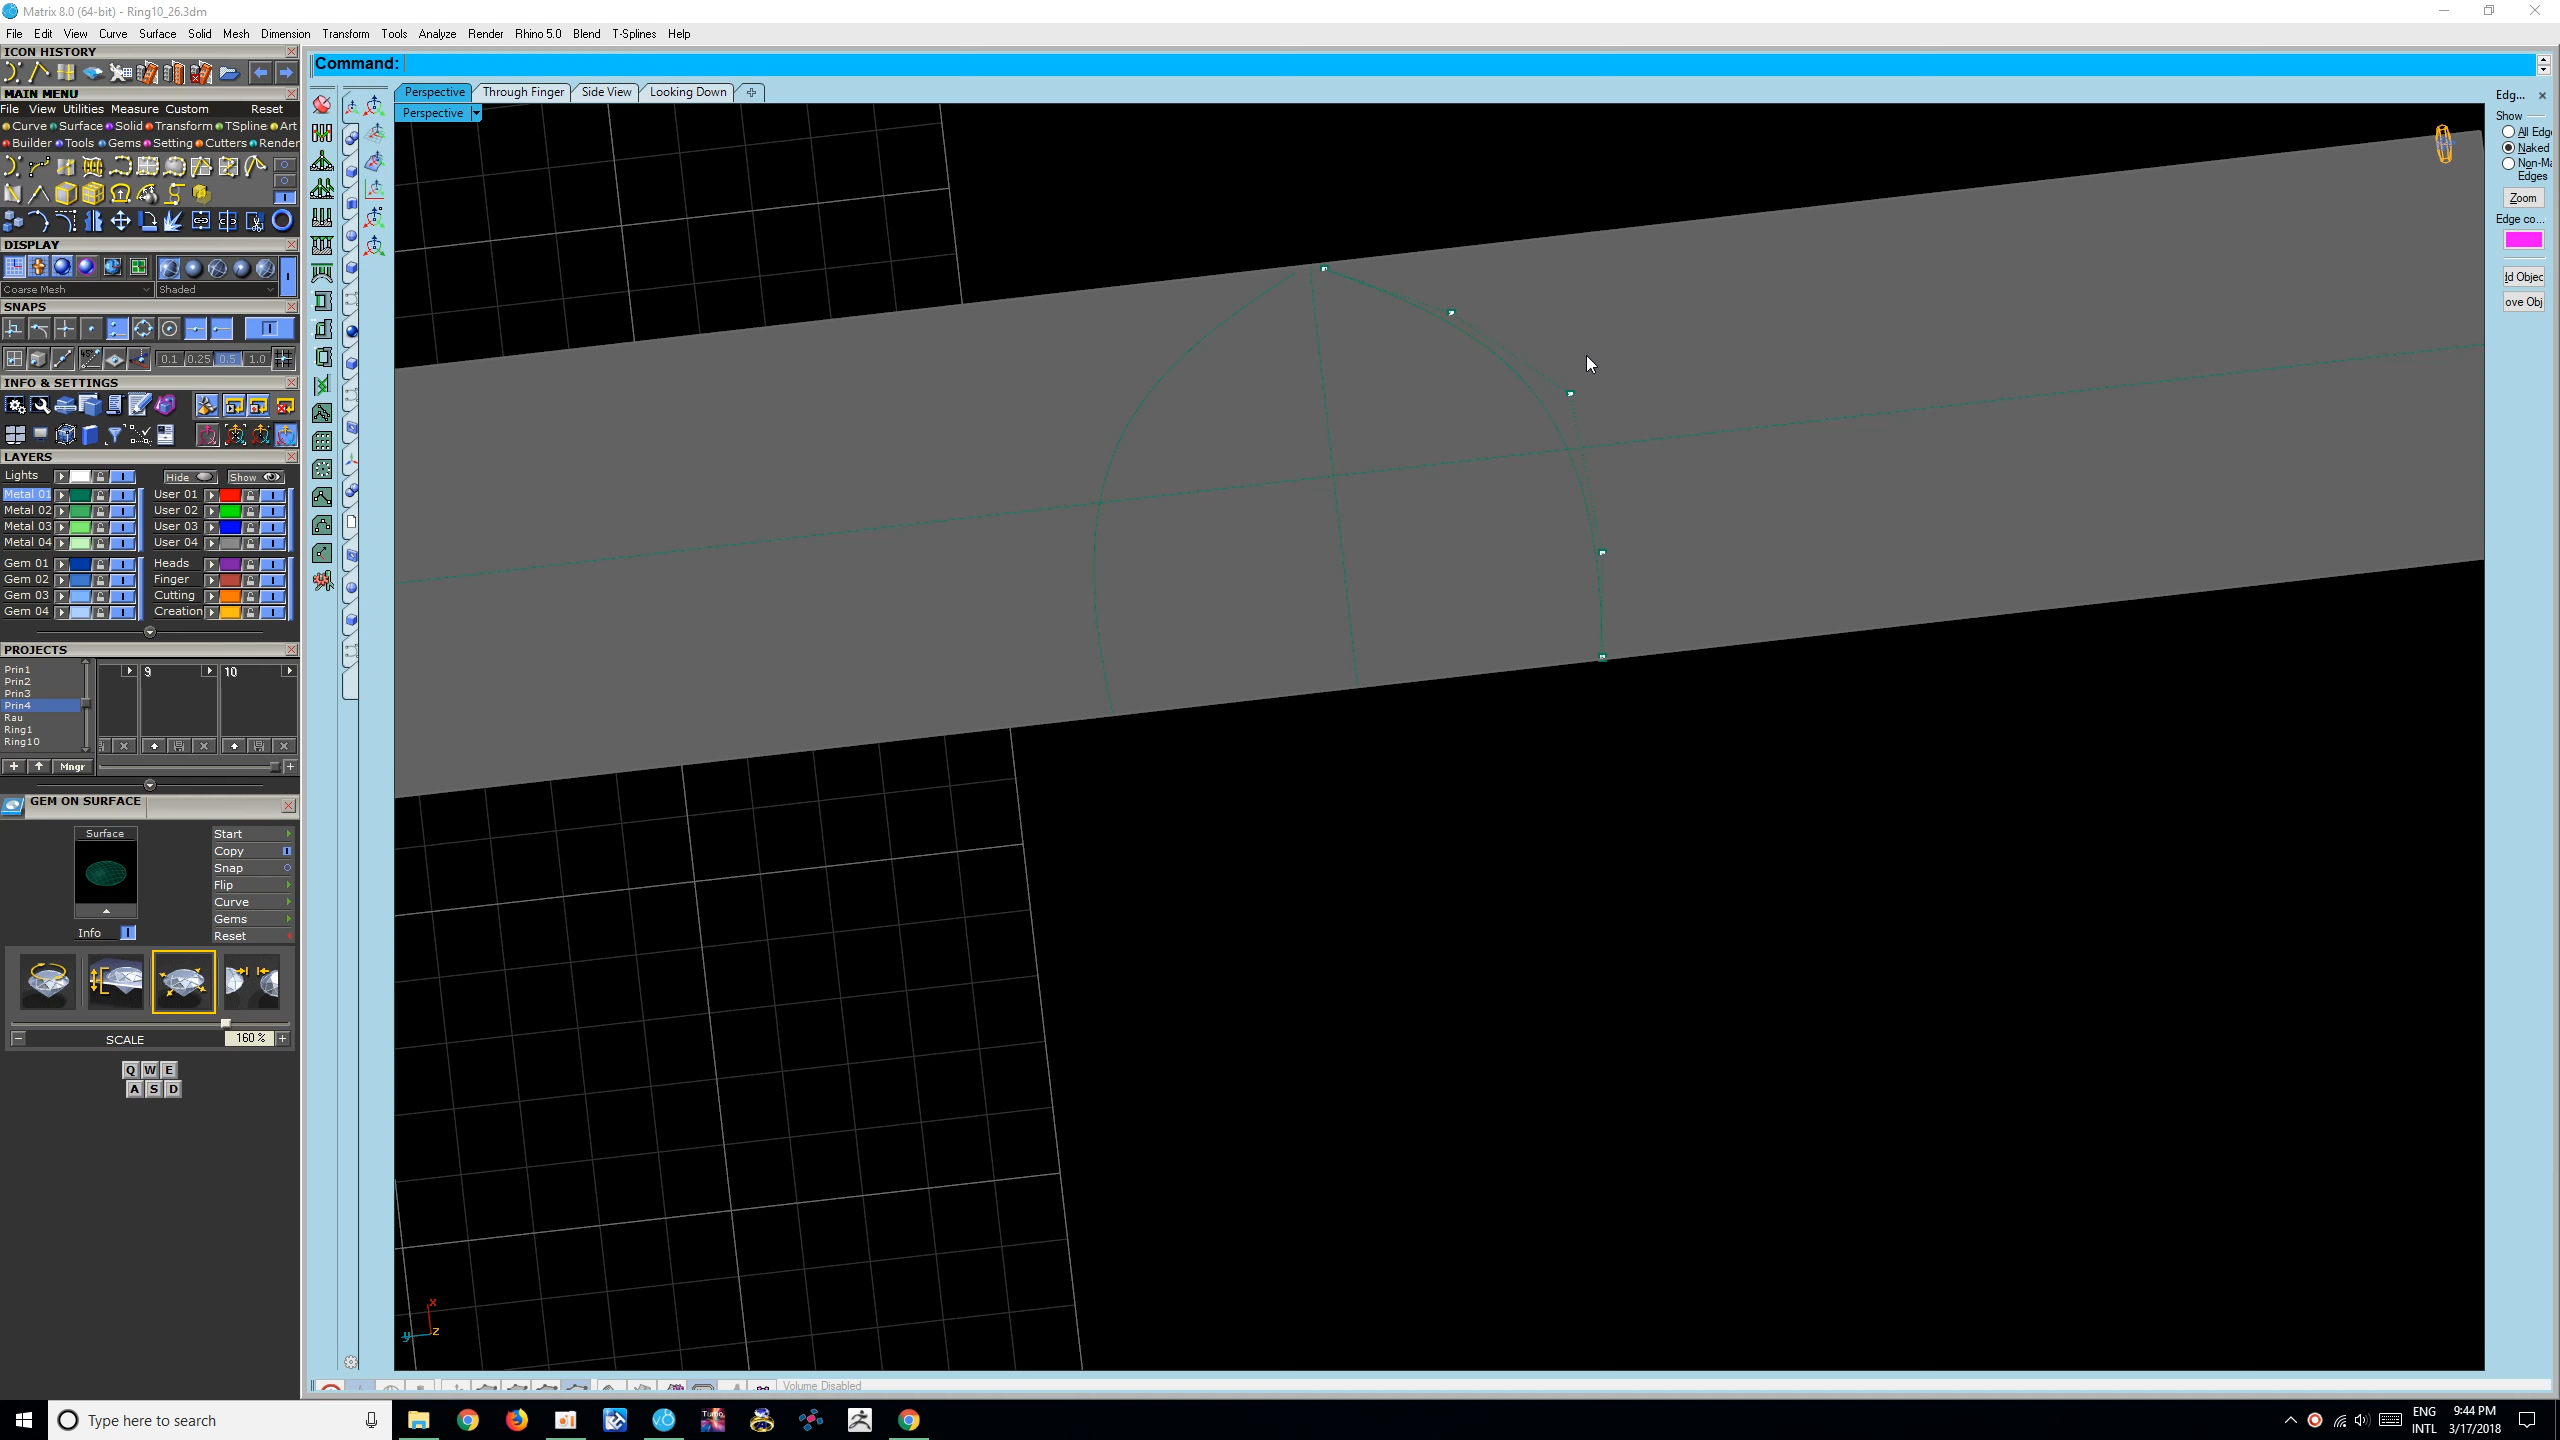 Matrix 8.0 (64-bit) - Ring10_26.3dm
File Edit View Curve Surface Solid Mesh Dimension Transform Tools Analyze Render Rhino 5.0 Blend T-Splines Help
ICON HISTORY
MAIN MENU
File View Utilities Measure Custom Reset
Curve Surface Solid Transform TSpline Art
Builder Tools Gems Setting Cutters Render
DISPLAY
Coarse Mesh Shaded
SNAPS
0.1 0.25 0.5 1.0
INFO & SETTINGS
LAYERS
Lights Hide Show
Metal 01 User 01
Metal 02 User 02
Metal 03 User 03
Metal 04 User 04
Gem 01 Heads
Gem 02 Finger
Gem 03 Cutting
Gem 04 Creation
PROJECTS
Prin1
Prin2
Prin3
Prin4
Rau
Ring1
Ring10
9 10
Mngr
GEM ON SURFACE
Surface
Start
Copy
Snap
Flip
Curve
Gems
Reset
Info
SCALE 160 %
Q W E
A S D
Command:
Perspective Through Finger Side View Looking Down
Perspective
x
y z
Edg...
Show
All Edg
Naked
Non-Ma
Edges
Zoom
Edge co...
ld Objec
ove Obj
Volume Disabled
Type here to search
ENG
INTL
9:44 PM
3/17/2018